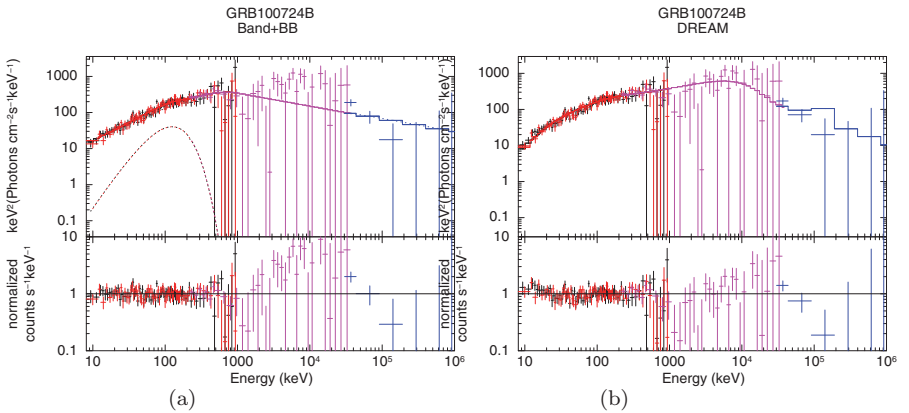 GRB100724B
Band+BB
keV²(Photons cm⁻²s⁻¹keV⁻¹)
1000
100
10
1
0.1
10
normalized
counts s⁻¹keV⁻¹
1
0.1
10
100
1000
10⁴
10⁵
10⁶
Energy (keV)
(a)
GRB100724B
DREAM
keV²(Photons cm⁻²s⁻¹keV⁻¹)
1000
100
10
1
0.1
10
normalized
counts s⁻¹keV⁻¹
1
0.1
10
100
1000
10⁴
10⁵
10⁶
Energy (keV)
(b)